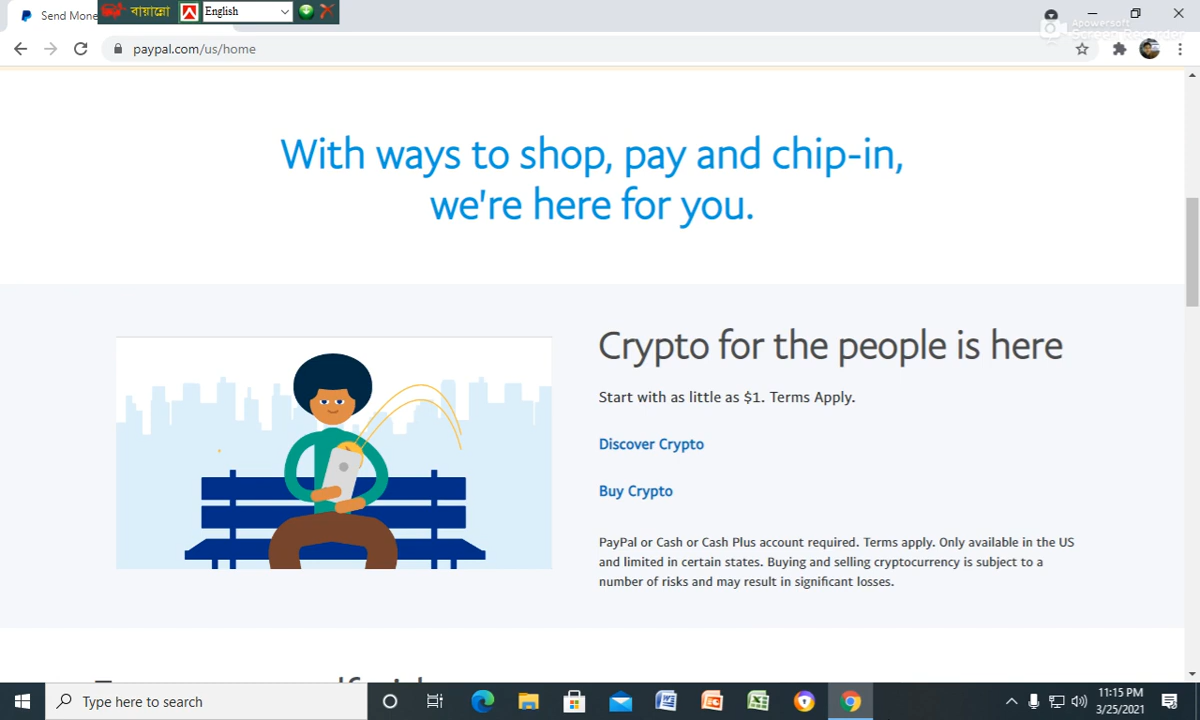 Send Mone
বায়ান্নো
English
Apowersoft
Screen Recorder
paypal.com/us/home
With ways to shop, pay and chip-in,
we're here for you.
Crypto for the people is here
Start with as little as $1. Terms Apply.
Discover Crypto
Buy Crypto
PayPal or Cash or Cash Plus account required. Terms apply. Only available in the US
and limited in certain states. Buying and selling cryptocurrency is subject to a
number of risks and may result in significant losses.
Type here to search
11:15 PM
3/25/2021